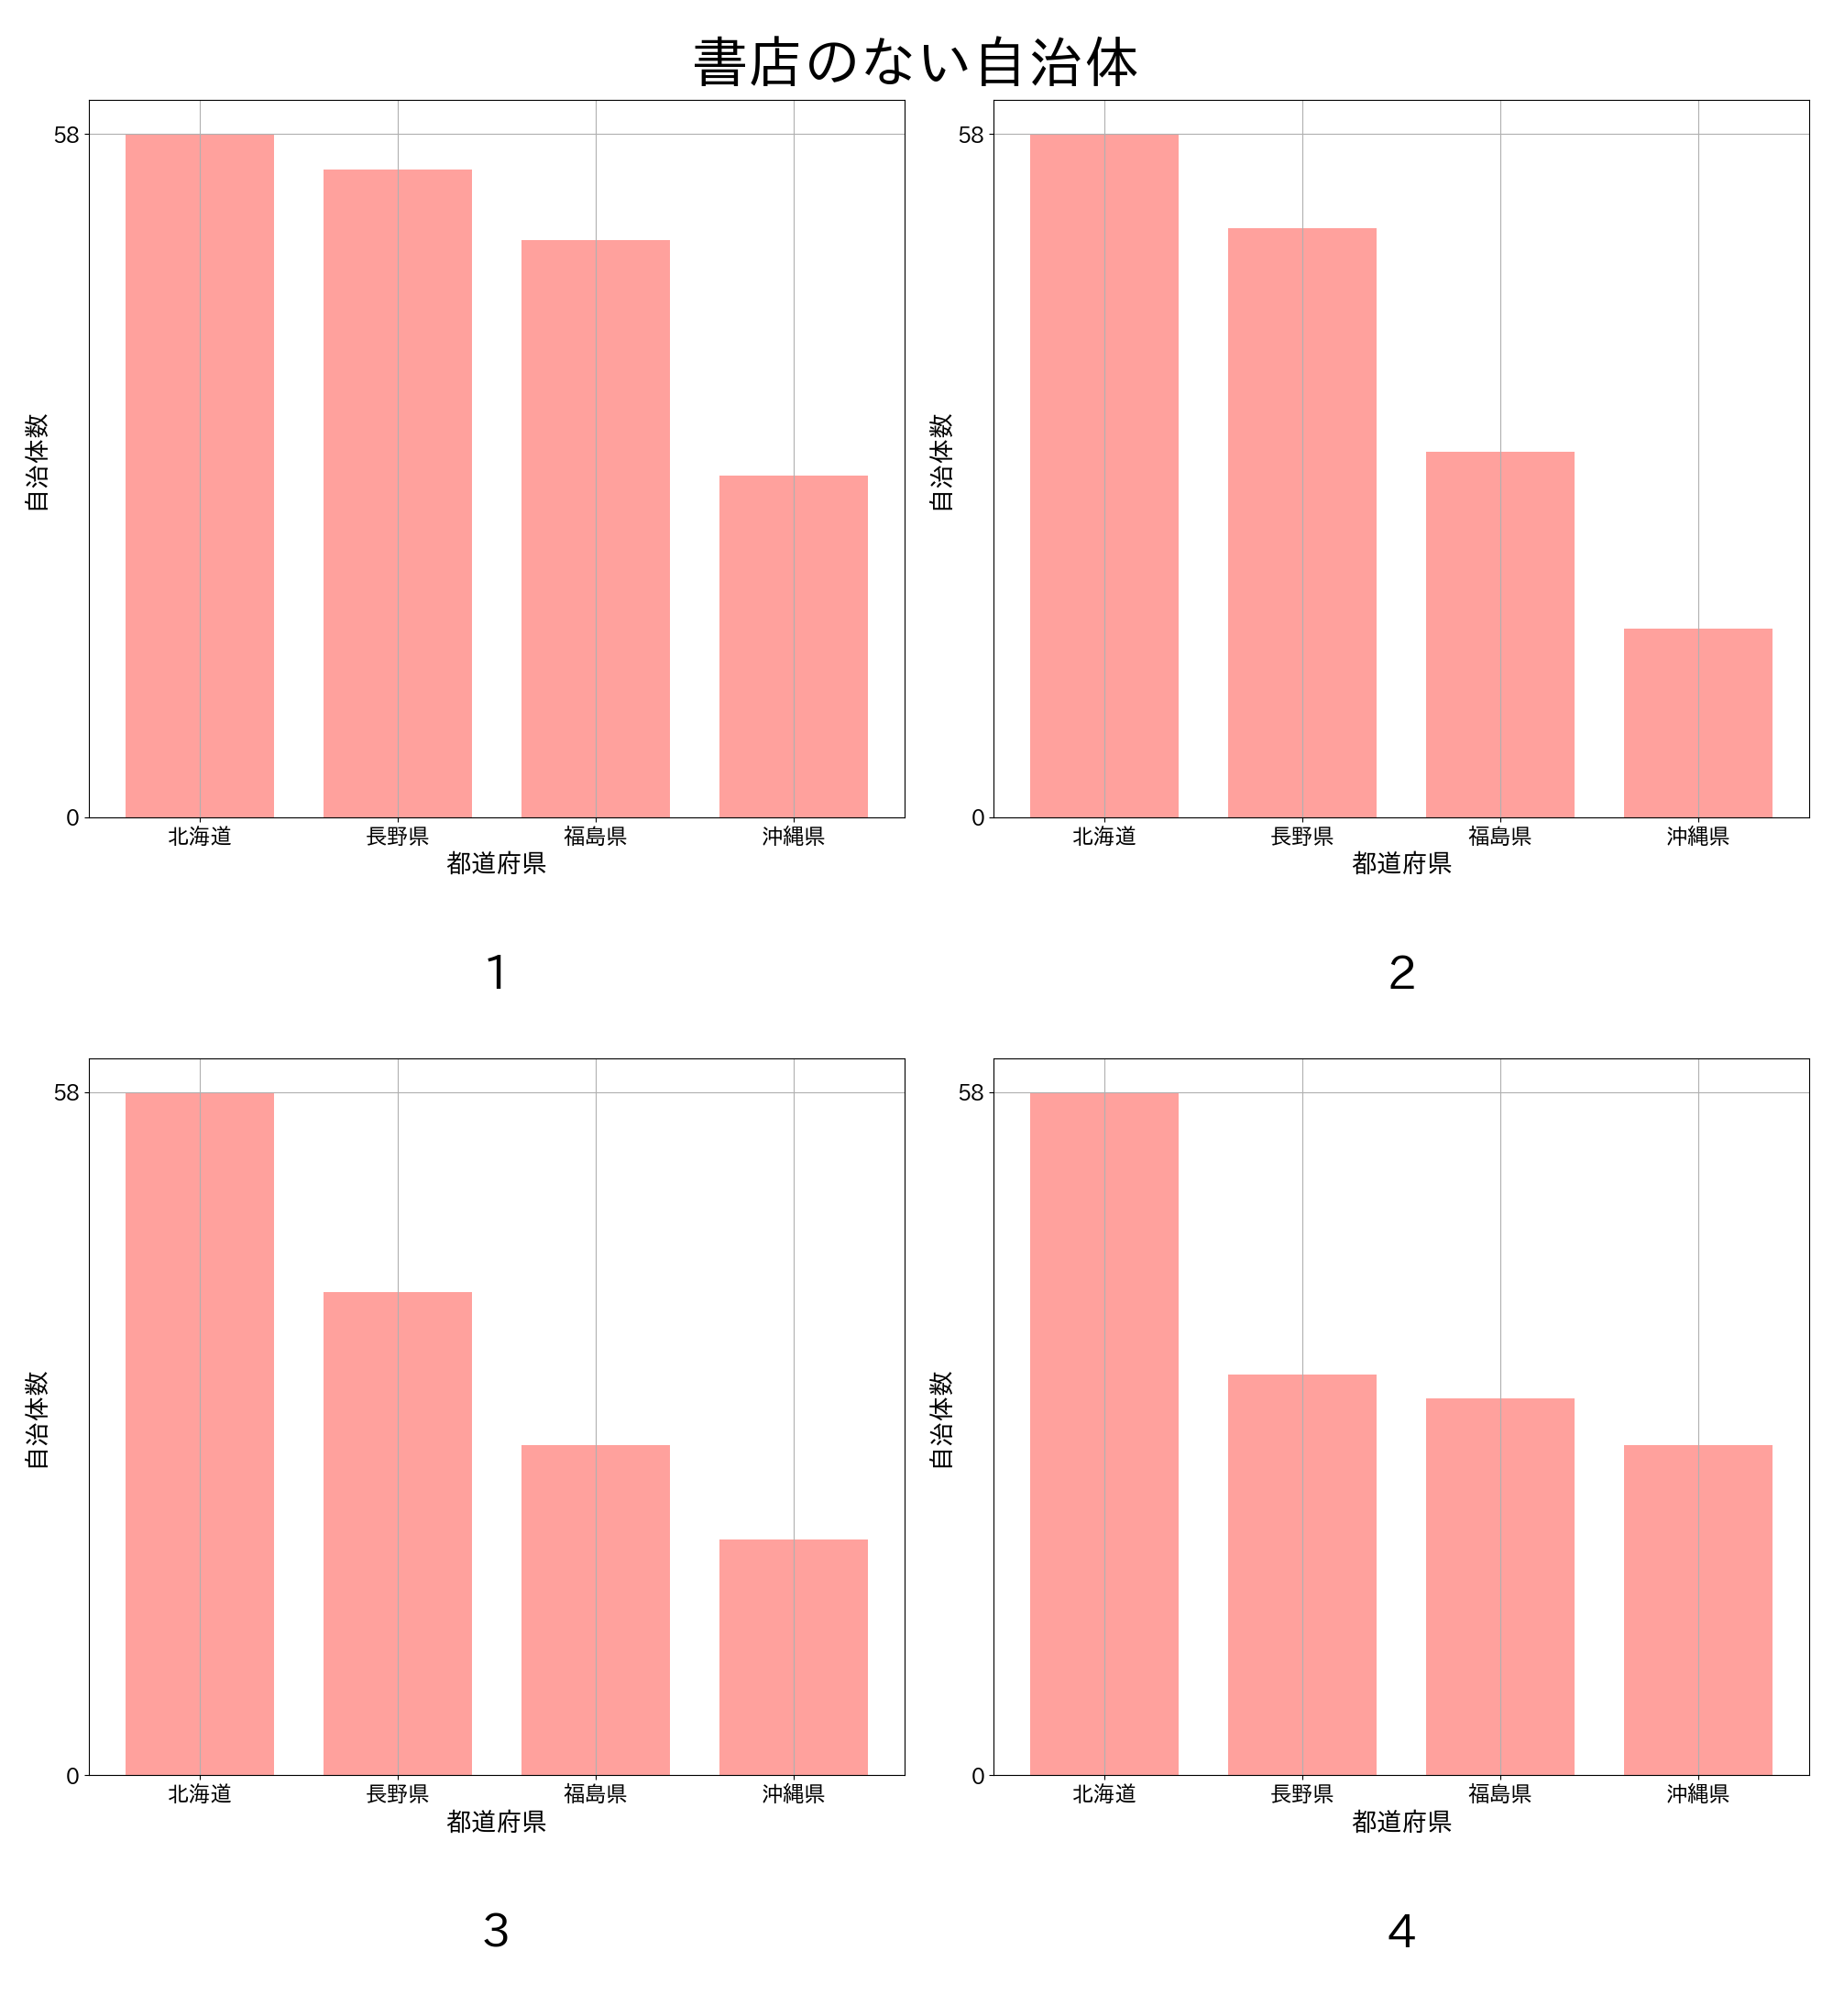 書店のない自治体
58
0
自治体数
北海道 長野県 福島県 沖縄県
都道府県
1
58
0
自治体数
北海道 長野県 福島県 沖縄県
都道府県
2
58
0
自治体数
北海道 長野県 福島県 沖縄県
都道府県
3
58
0
自治体数
北海道 長野県 福島県 沖縄県
都道府県
4